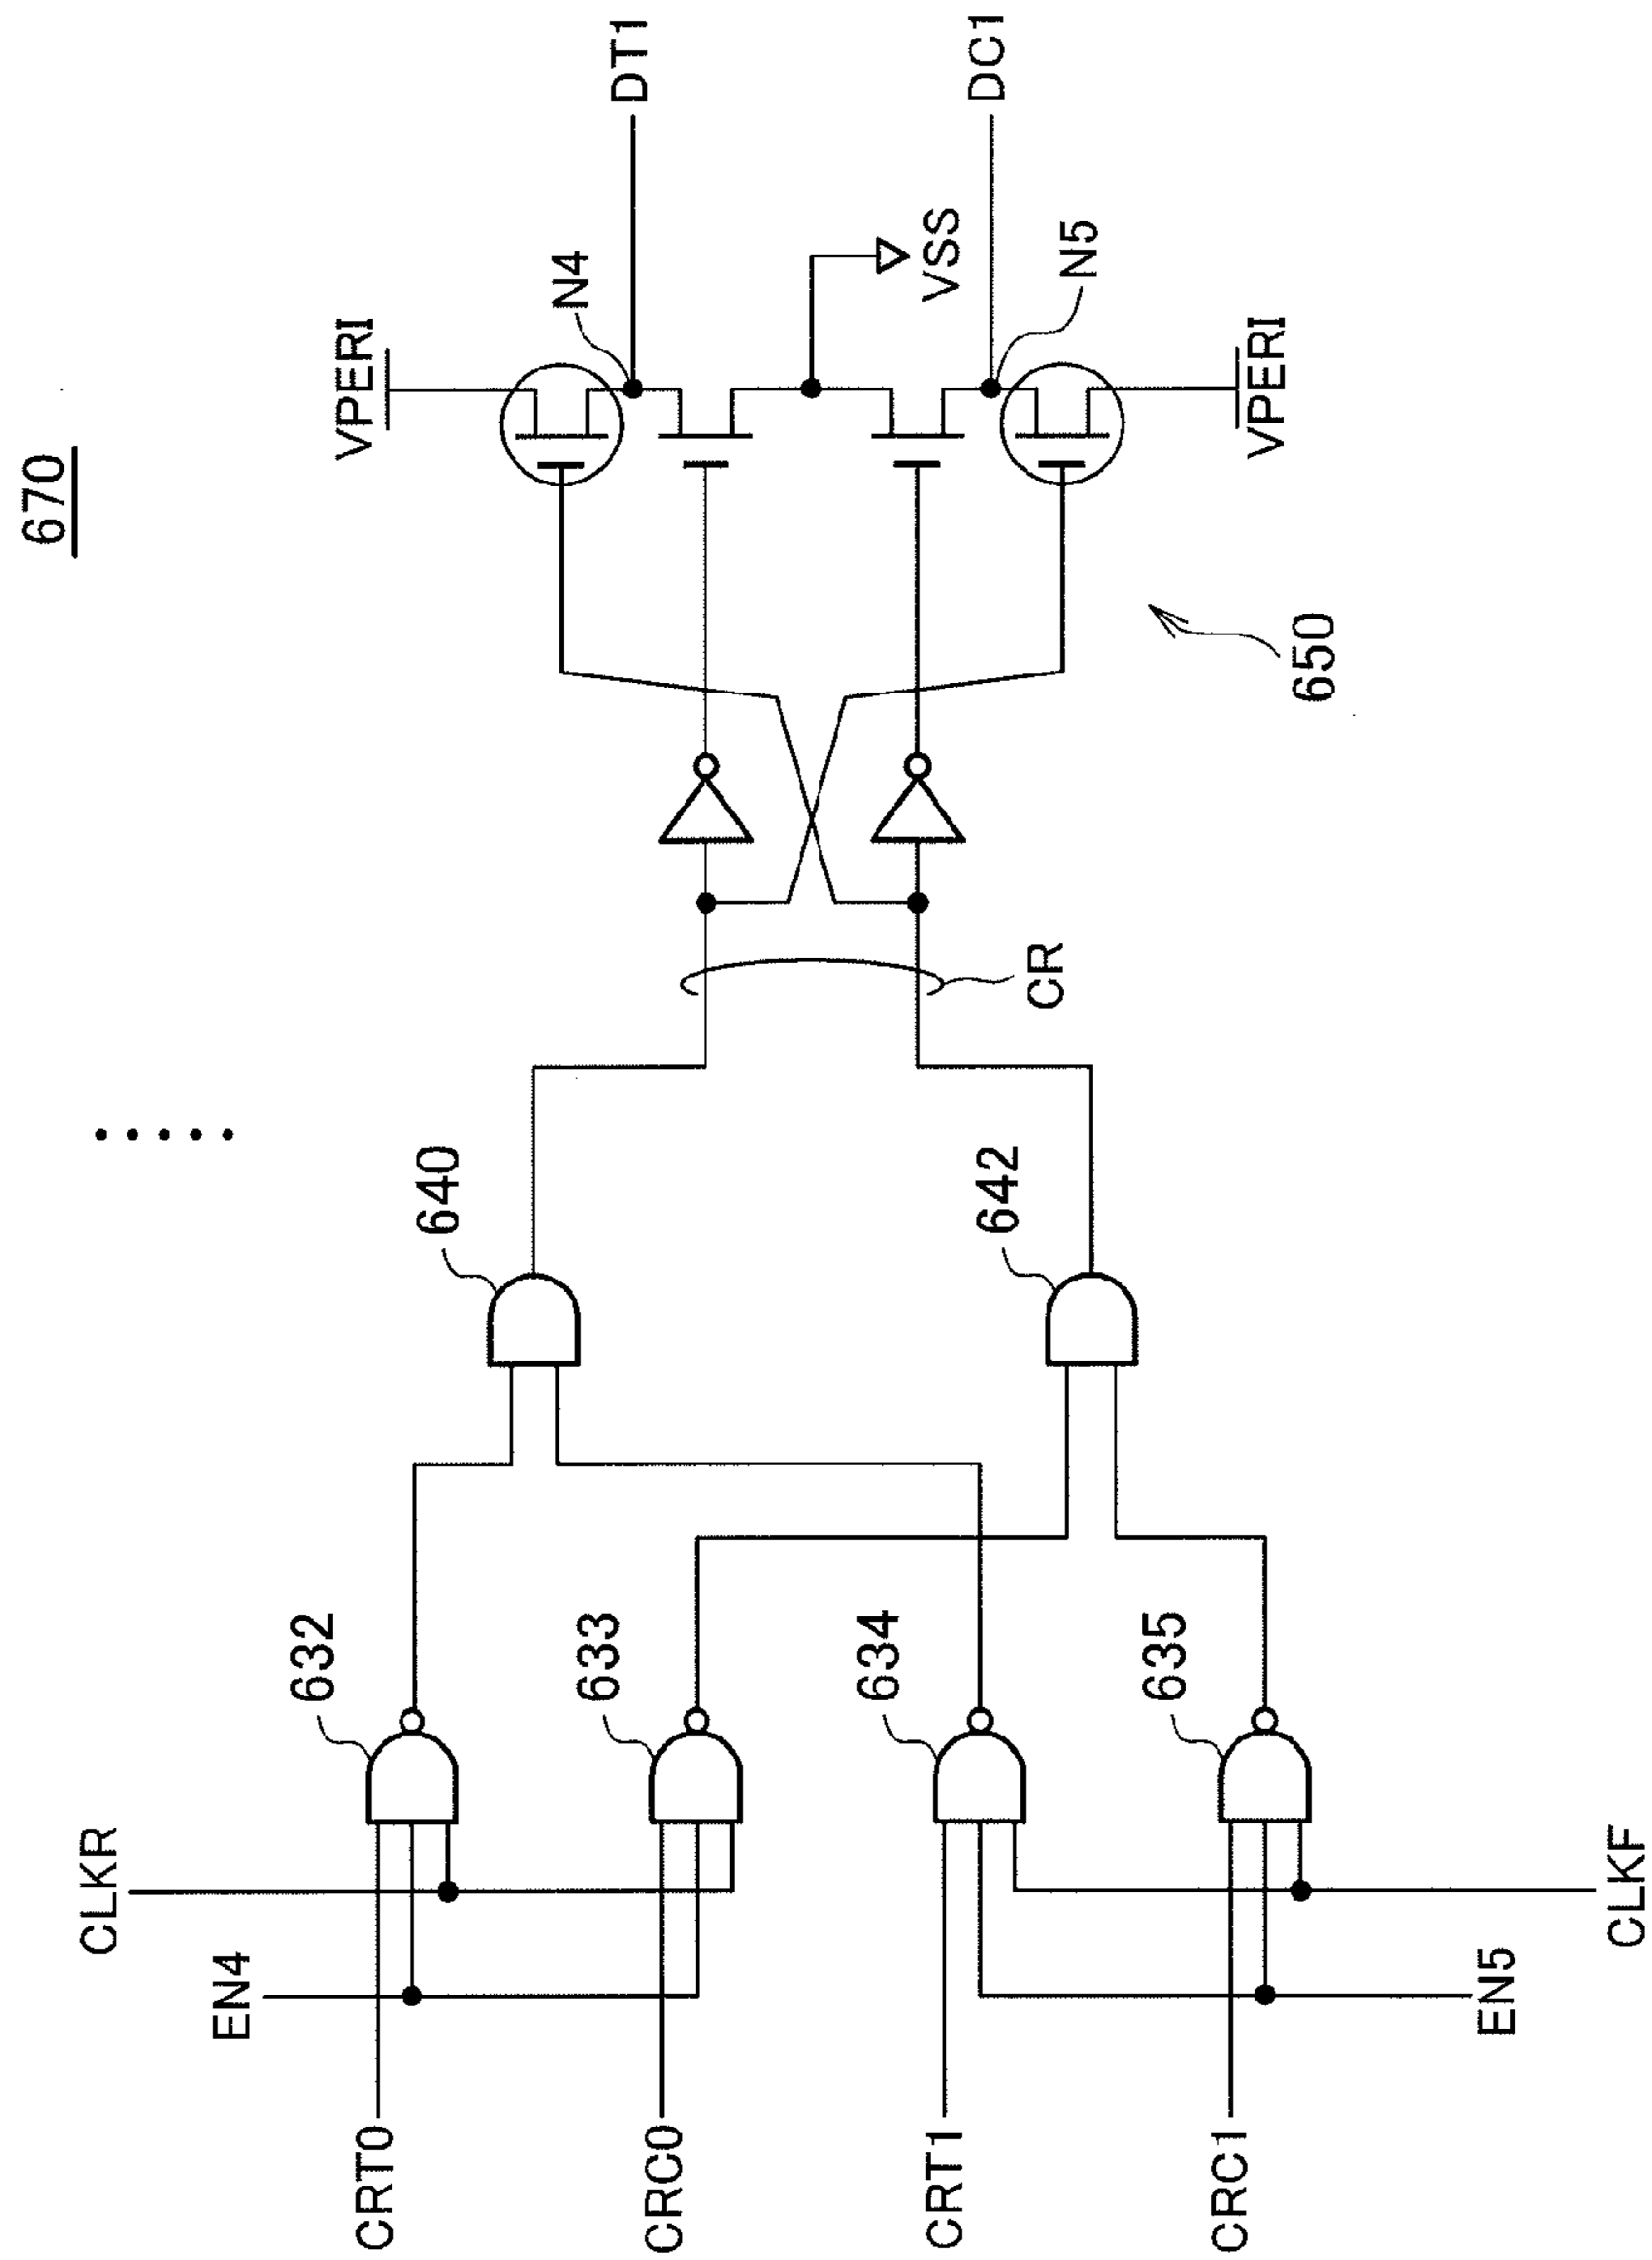 670
CLKR
EN4
CRT0
CRC0
CRT1
CRC1
EN5
CLKF
632
633
634
635
640
642
CR
650
VPERI
N4
DT1
VSS
DC1
N5
VPERI